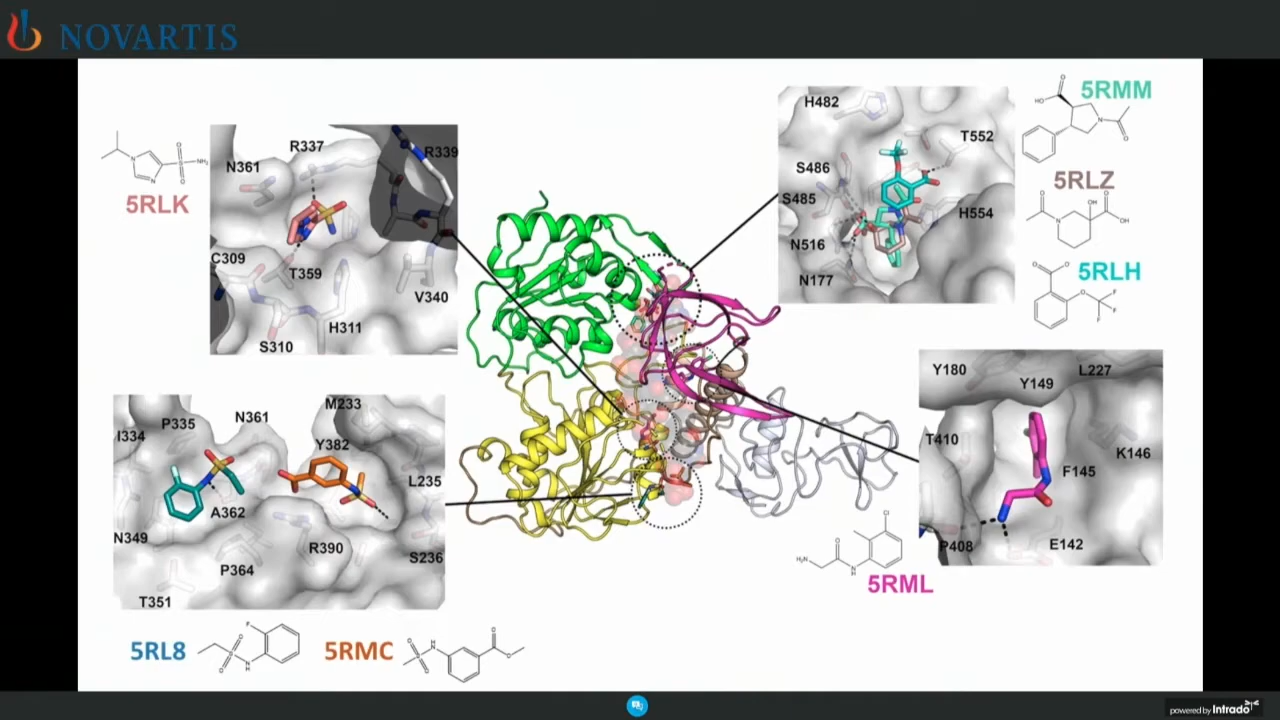 NOVARTIS
5RLK
N361
R337
R339
C309
T359
V340
H311
S310
H482
T552
S486
S485
H554
N516
N177
5RMM
5RLZ
5RLH
I334
P335
N361
M233
Y382
L235
A362
N349
R390
P364
S236
T351
5RL8
5RMC
Y180
L227
Y149
T410
K146
F145
P408
E142
5RML
powered by Intrado